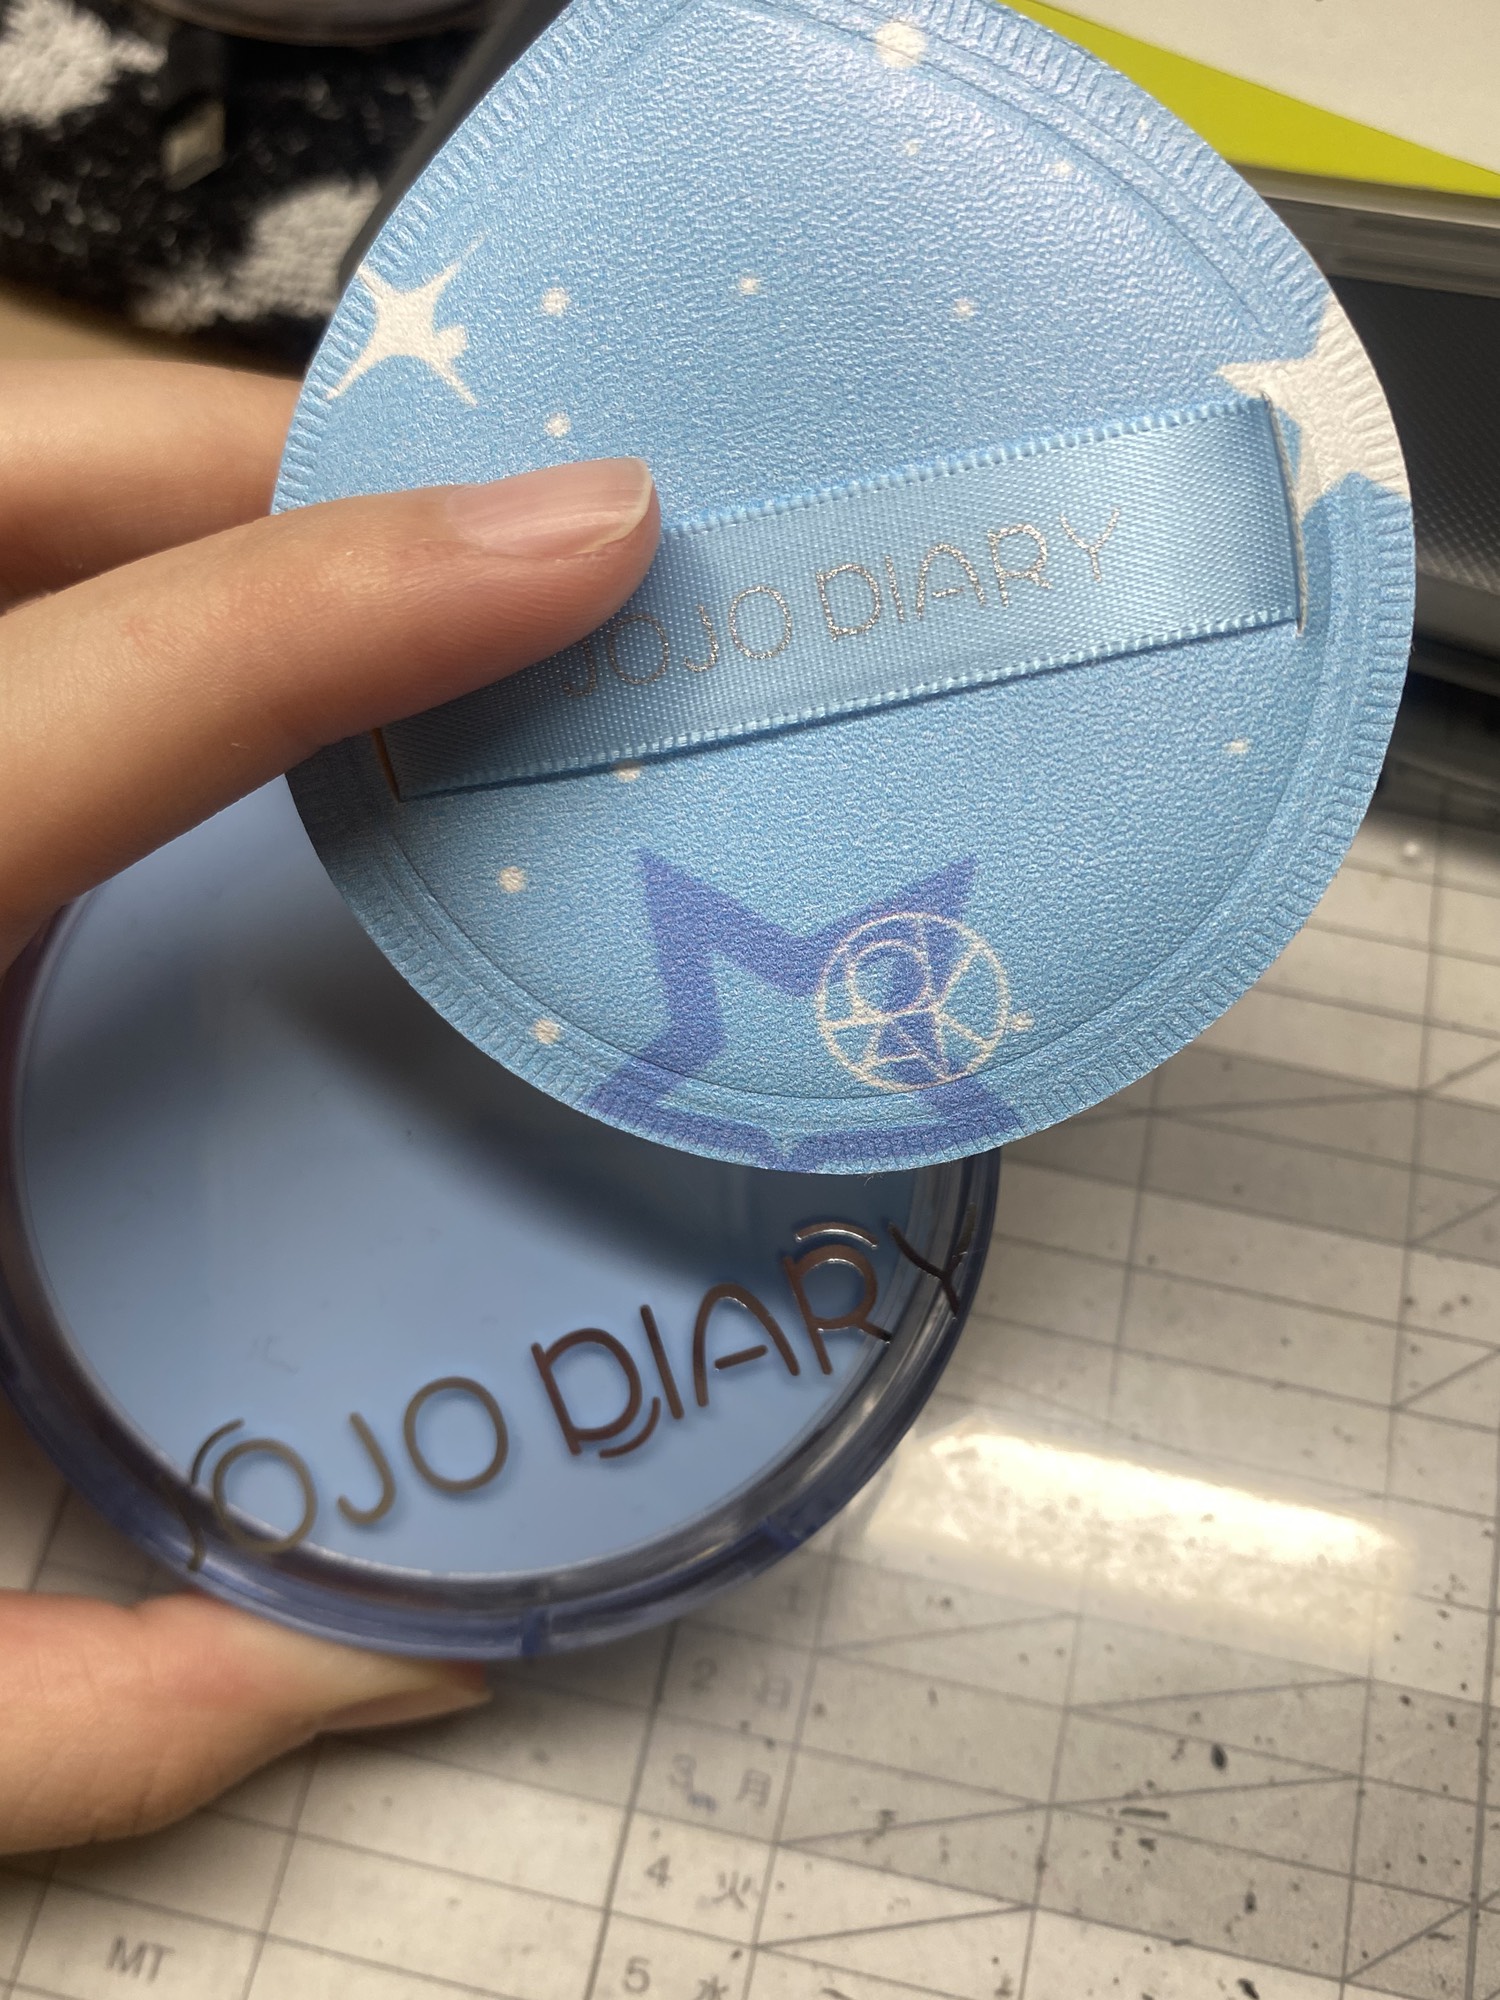 JOJO DIARY
JOJO DIARY
2 日
3 月
4 火
5 水
MT